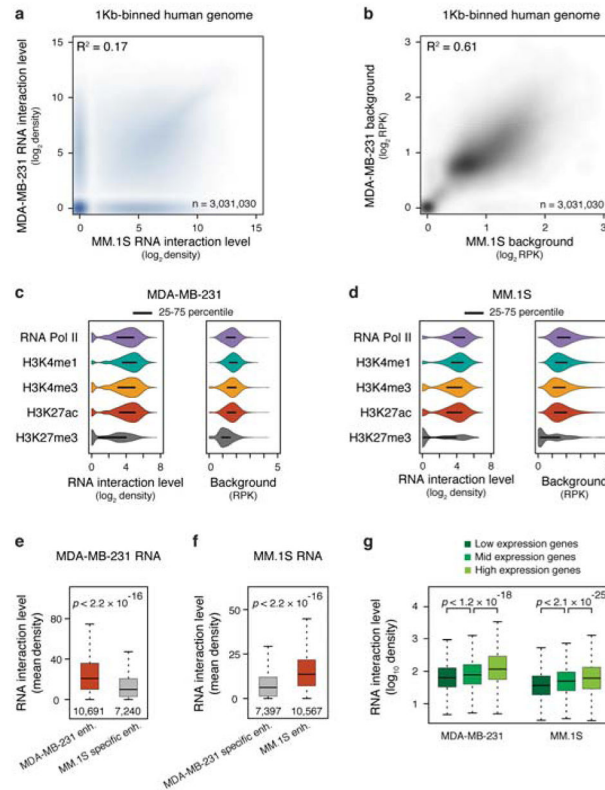 a
1Kb-binned human genome
R² = 0.17
MDA-MB-231 RNA interaction level
(log₂ density)
15
10
5
0
n = 3,031,030
0 5 10 15
MM.1S RNA interaction level
(log₂ density)
b
1Kb-binned human genome
R² = 0.61
MDA-MB-231 background
(log₂ RPK)
3
2
1
0
n = 3,031,030
0 1 2 3
MM.1S background
(log₂ RPK)
c
MDA-MB-231
25-75 percentile
RNA Pol II
H3K4me1
H3K4me3
H3K27ac
H3K27me3
0 4 8
RNA interaction level
(log₂ density)
0 5
Background
(RPK)
d
MM.1S
25-75 percentile
RNA Pol II
H3K4me1
H3K4me3
H3K27ac
H3K27me3
0 4 8
RNA interaction level
(log₂ density)
0
Background
(RPK)
e
MDA-MB-231 RNA
p < 2.2 × 10⁻¹⁶
RNA interaction level
(mean density)
80
40
0
10,691 7,240
MDA-MB-231 enh.
MM.1S specific enh.
f
MM.1S RNA
p < 2.2 × 10⁻¹⁶
RNA interaction level
(mean density)
50
25
0
7,397 10,567
MDA-MB-231 specific enh.
MM.1S enh.
g
Low expression genes
Mid expression genes
High expression genes
p < 1.2 × 10⁻¹⁸
p < 2.1 × 10⁻²⁵
RNA interaction level
(log₁₀ density)
4
3
2
1
0
MDA-MB-231
MM.1S